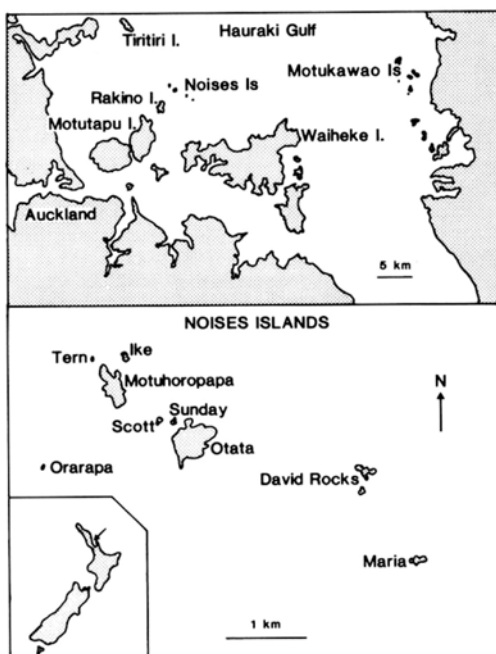 Tiritiri I.
Hauraki Gulf
Noises Is
Motukawao Is
Rakino I.
Motutapu I.
Waiheke I.
Auckland
5 km
NOISES ISLANDS
Tern
Ike
Motuhoropapa
N
Scott
Sunday
Otata
Orarapa
David Rocks
Maria
1 km